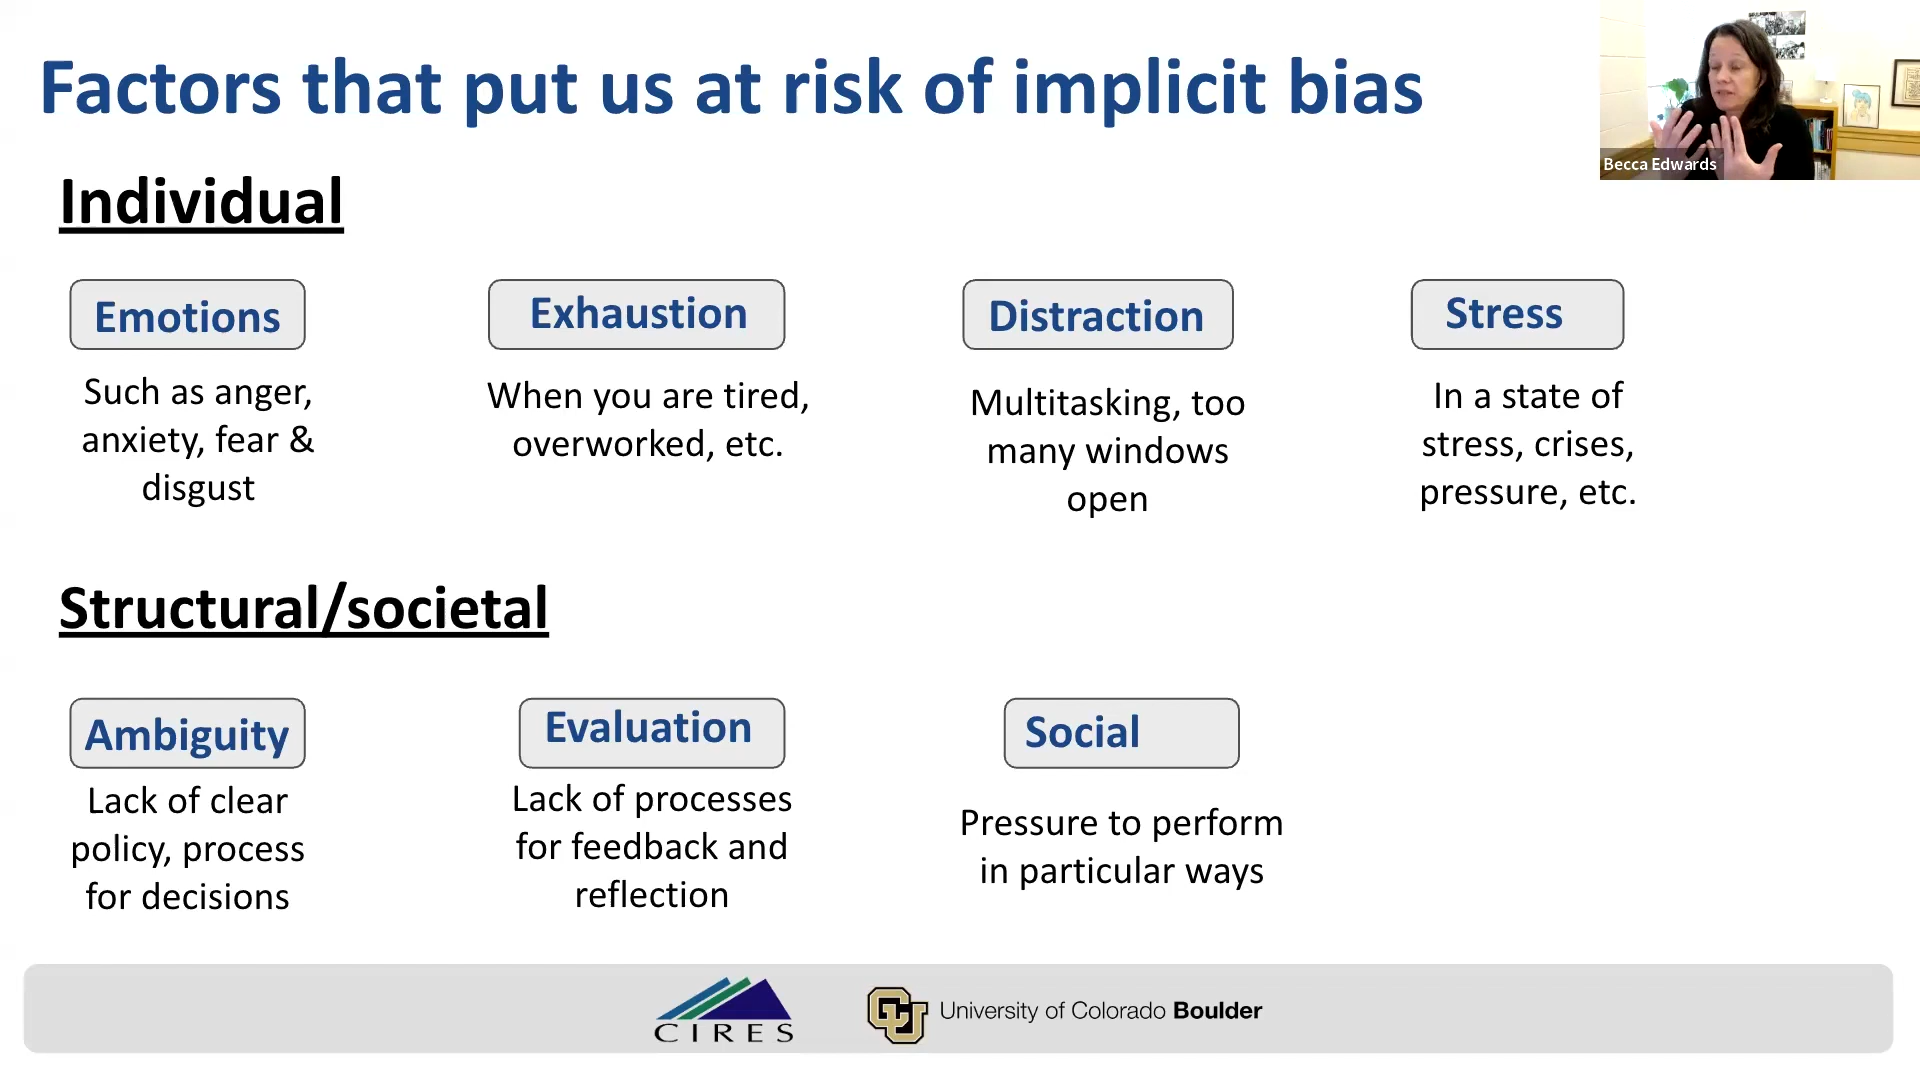 Factors that put us at risk of implicit bias
Becca Edwards
Individual
Emotions
Such as anger,
anxiety, fear &
disgust
Exhaustion
When you are tired,
overworked, etc.
Distraction
Multitasking, too
many windows
open
Stress
In a state of
stress, crises,
pressure, etc.
Structural/societal
Ambiguity
Lack of clear
policy, process
for decisions
Evaluation
Lack of processes
for feedback and
reflection
Social
Pressure to perform
in particular ways
CIRES
CU
University of Colorado Boulder